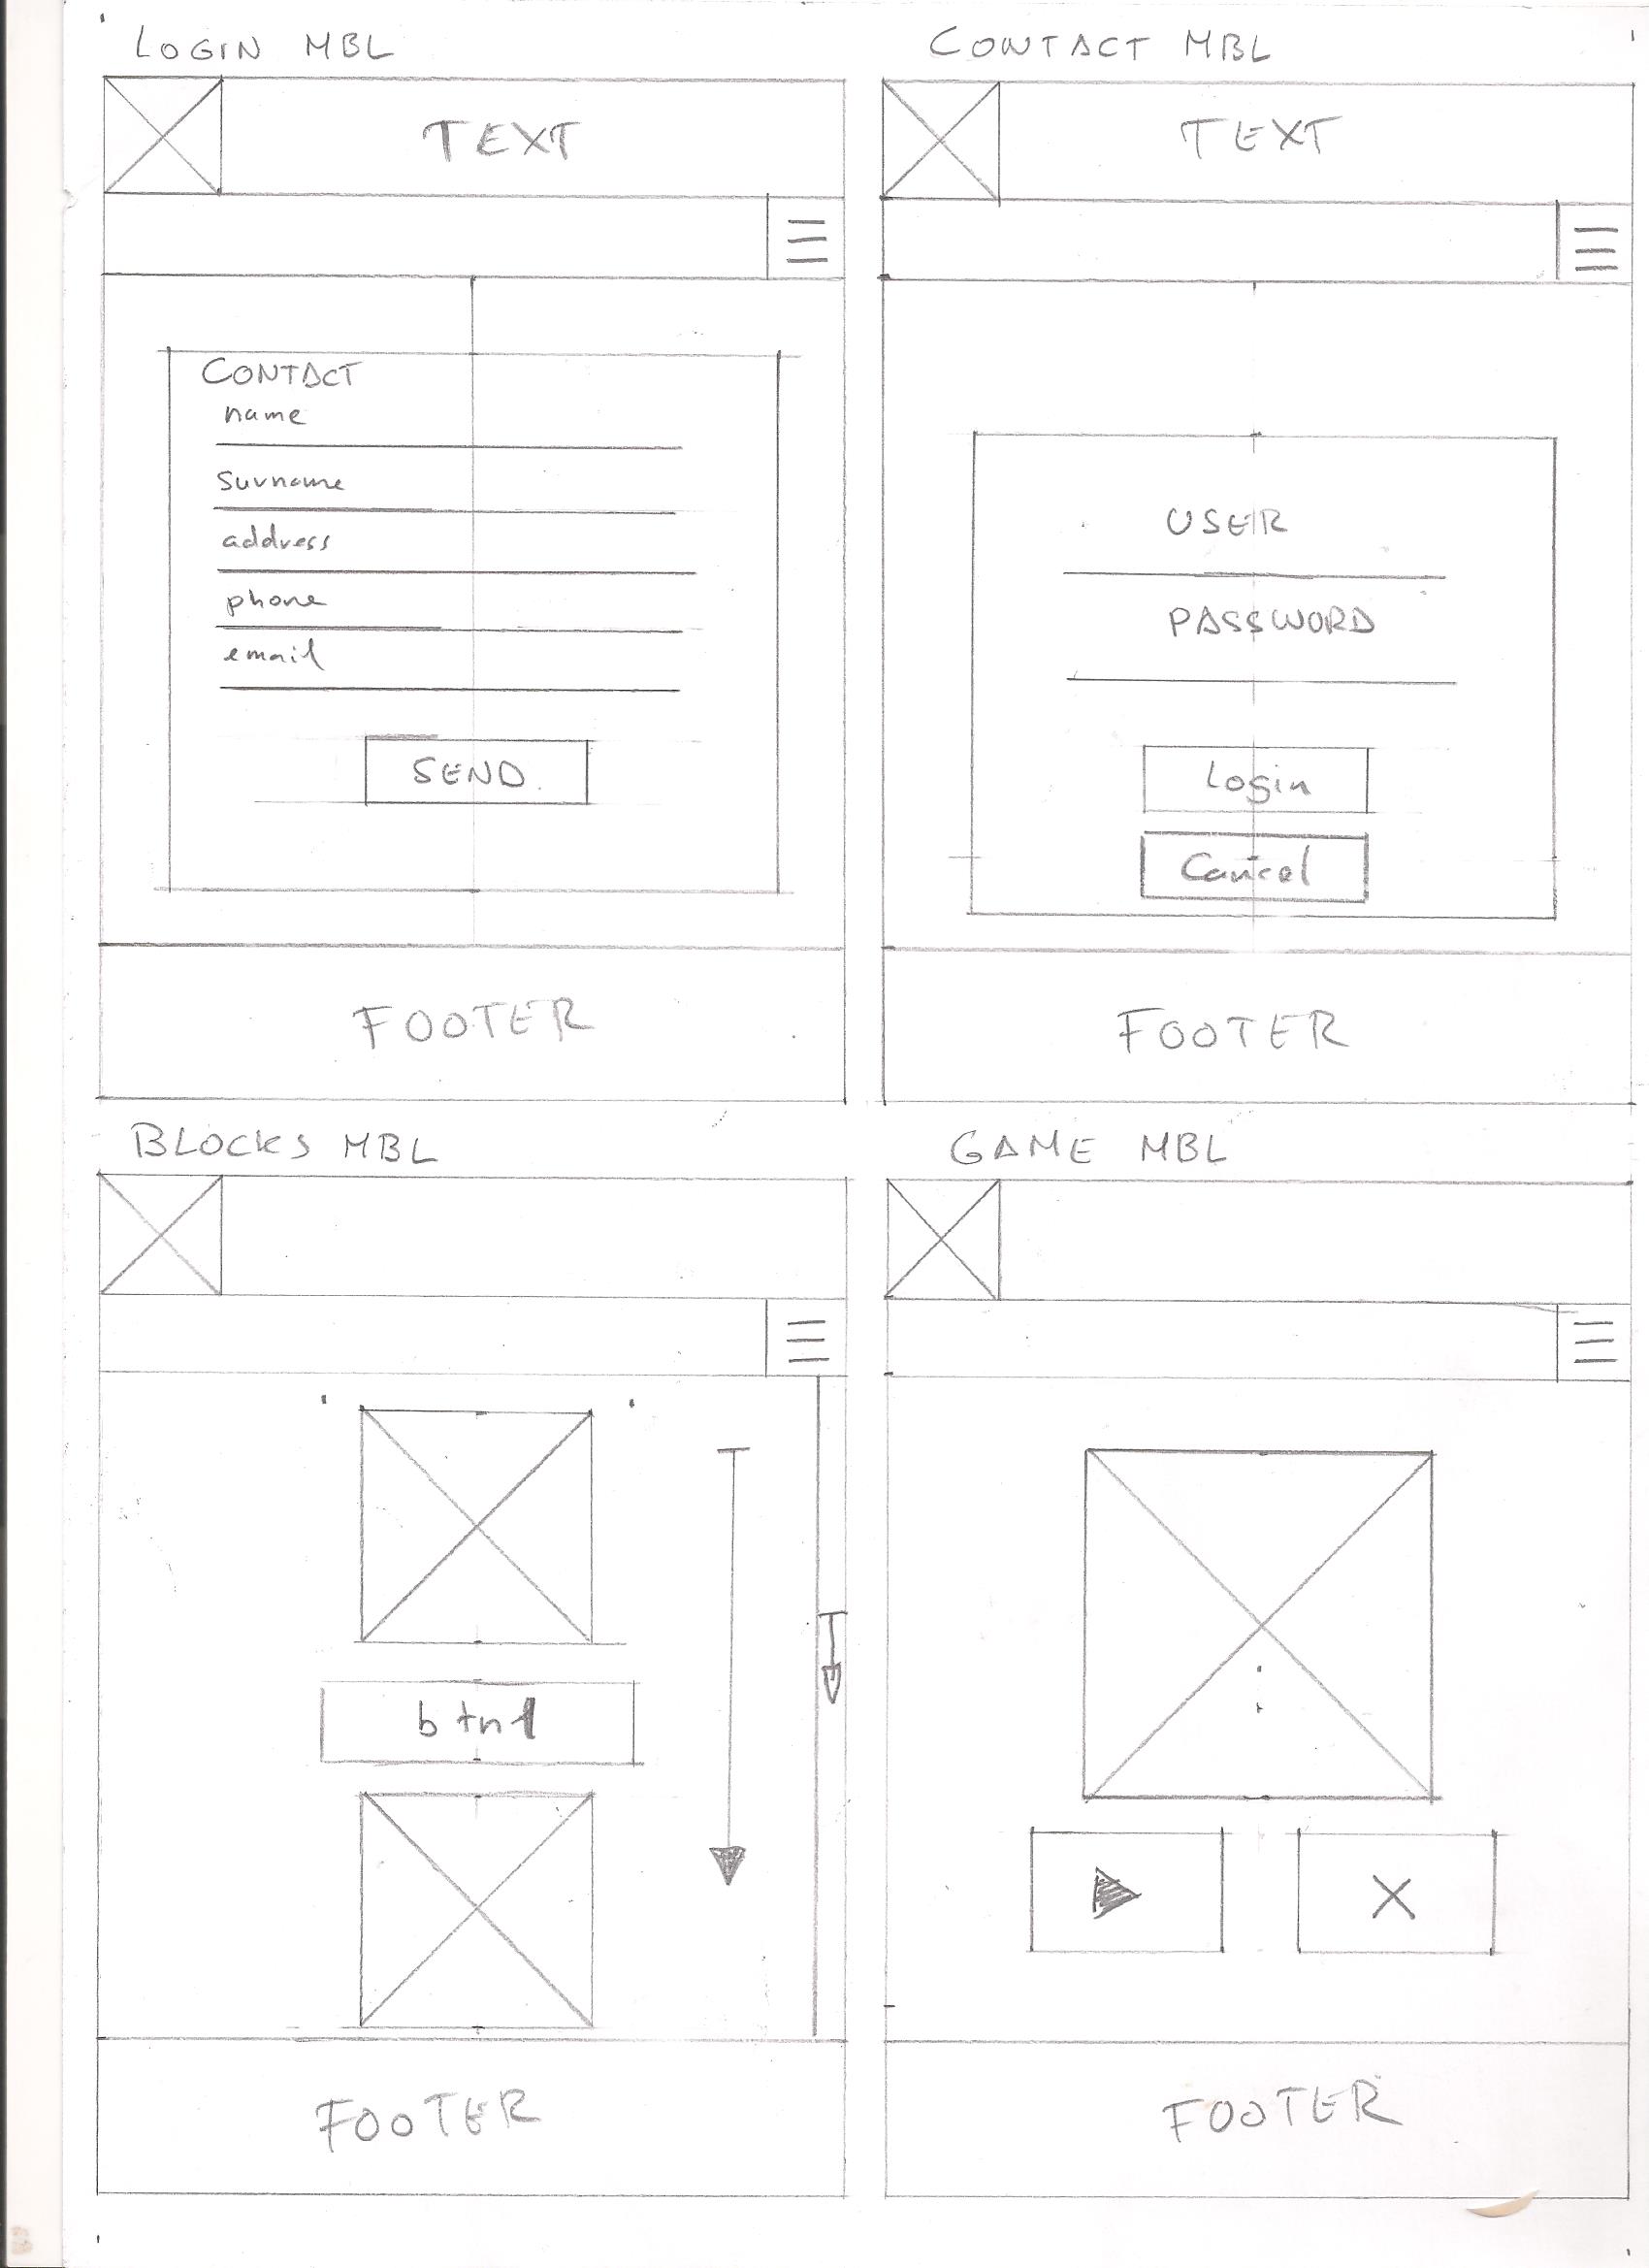 LOGIN MBL
TEXT
CONTACT
name
surname
address
phone
email
SEND
FOOTER
CONTACT MBL
TEXT
USER
PASSWORD
Login
Cancel
FOOTER
BLOCKS MBL
btn1
FOOTER
GAME MBL
FOOTER